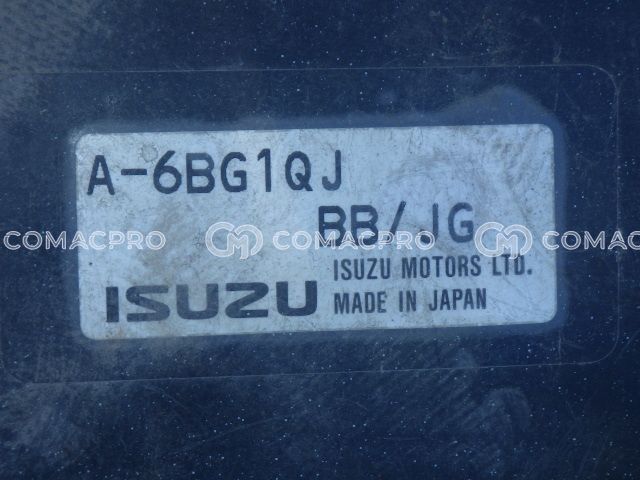 A-6BG1QJ
BB/JG
COMACPRO COMACPRO COMACPRO
ISUZU MOTORS LTD.
ISUZU MADE IN JAPAN